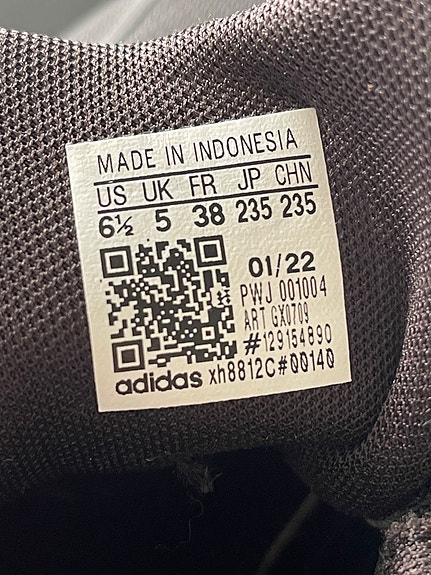 MADE IN INDONESIA
US UK FR JP CHN
6½ 5 38 235 235
01/22
PWJ 001004
ART GX0709
#129154890
adidas xh8812C#00140